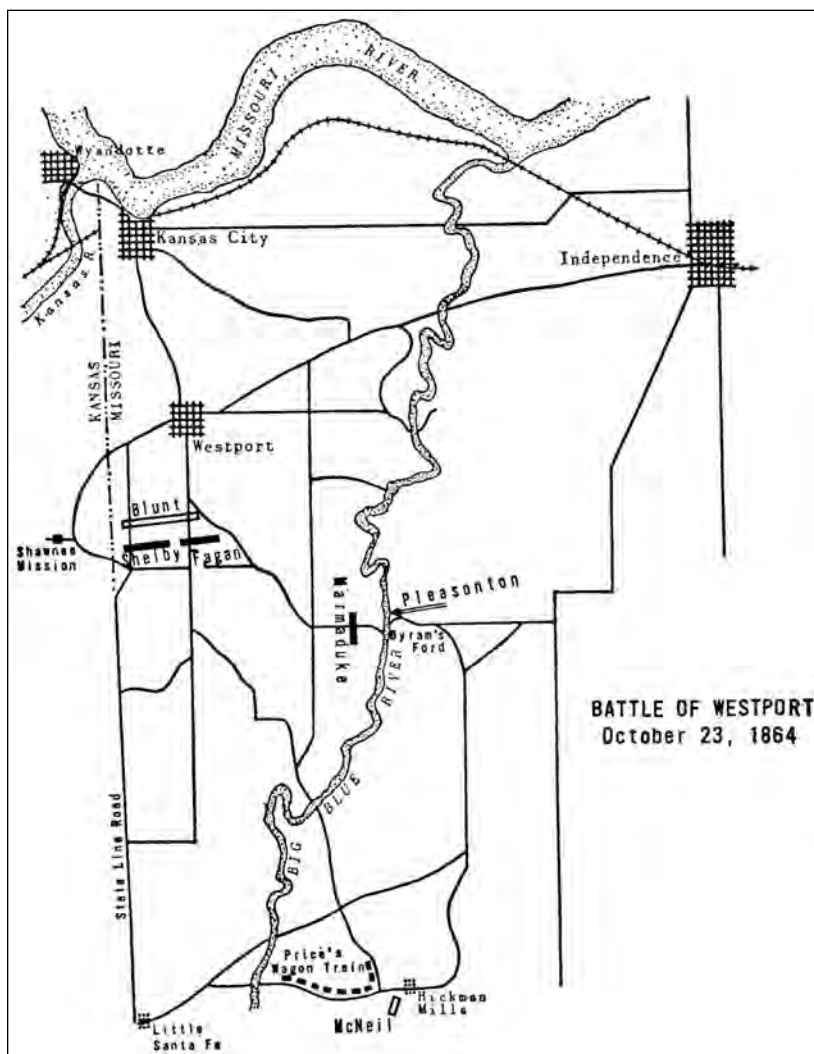 MISSOURI
RIVER
Wyandotte
Kansas City
Independence
Kansas R.
KANSAS
MISSOURI
Westport
Blunt
Shawnee
Mission
Shelby
Fagan
Marmaduke
Pleasonton
Byram's
Ford
BATTLE OF WESTPORT
October 23, 1864
BIG
BLUE
RIVER
State Line Road
Price's
Wagon Train
Hickman
Mills
McNeil
Little
Santa Fe